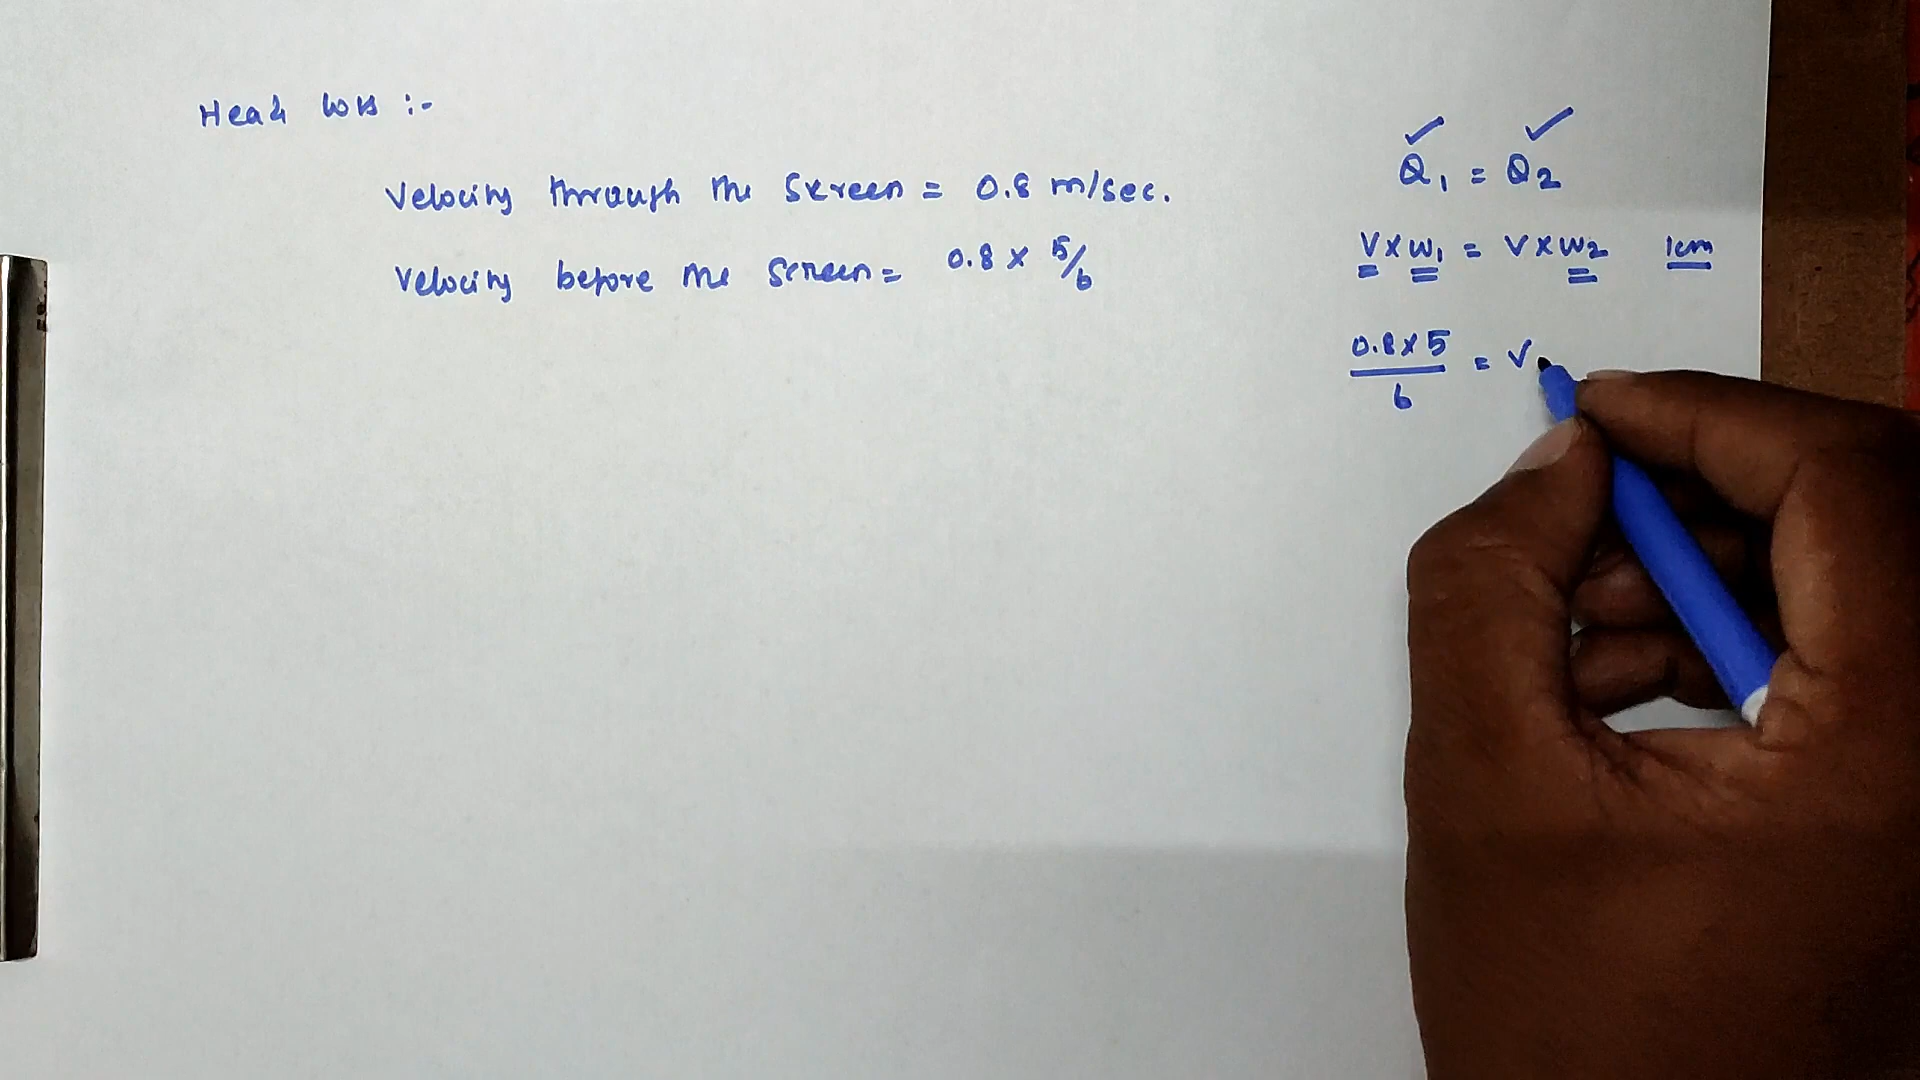 Head loss :-
Velocity through the Screen = 0.8 m/sec.
Velocity before the Screen = 0.8 × 5/6
✓ ✓
Q1 = Q2
V×W1 = V×W2 1cm
0.8×5
6
= V